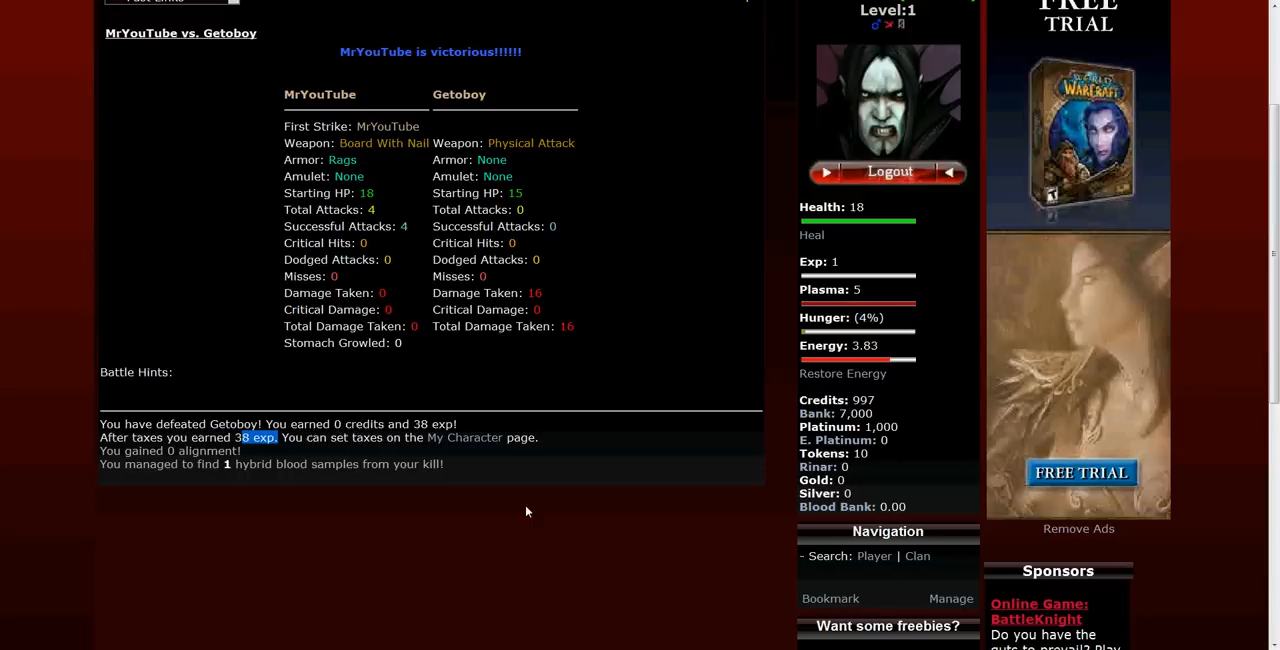 MrYouTube vs. Getoboy
MrYouTube is victorious!!!!!!
MrYouTube Getoboy
First Strike: MrYouTube
Weapon: Board With Nail Weapon: Physical Attack
Armor: Rags Armor: None
Amulet: None Amulet: None
Starting HP: 18 Starting HP: 15
Total Attacks: 4 Total Attacks: 0
Successful Attacks: 4 Successful Attacks: 0
Critical Hits: 0 Critical Hits: 0
Dodged Attacks: 0 Dodged Attacks: 0
Misses: 0 Misses: 0
Damage Taken: 0 Damage Taken: 16
Critical Damage: 0 Critical Damage: 0
Total Damage Taken: 0 Total Damage Taken: 16
Stomach Growled: 0
Battle Hints:
You have defeated Getoboy! You earned 0 credits and 38 exp!
After taxes you earned 38 exp. You can set taxes on the My Character page.
You gained 0 alignment!
You managed to find 1 hybrid blood samples from your kill!
Level:1
Logout
Health: 18
Heal
Exp: 1
Plasma: 5
Hunger: (4%)
Energy: 3.83
Restore Energy
Credits: 997
Bank: 7,000
Platinum: 1,000
E. Platinum: 0
Tokens: 10
Rinar: 0
Gold: 0
Silver: 0
Blood Bank: 0.00
Navigation
- Search: Player | Clan
Bookmark Manage
Want some freebies?
FREE
TRIAL
WORLD
OF
WARCRAFT
FREE TRIAL
Remove Ads
Sponsors
Online Game:
BattleKnight
Do you have the
guts to prevail? Play